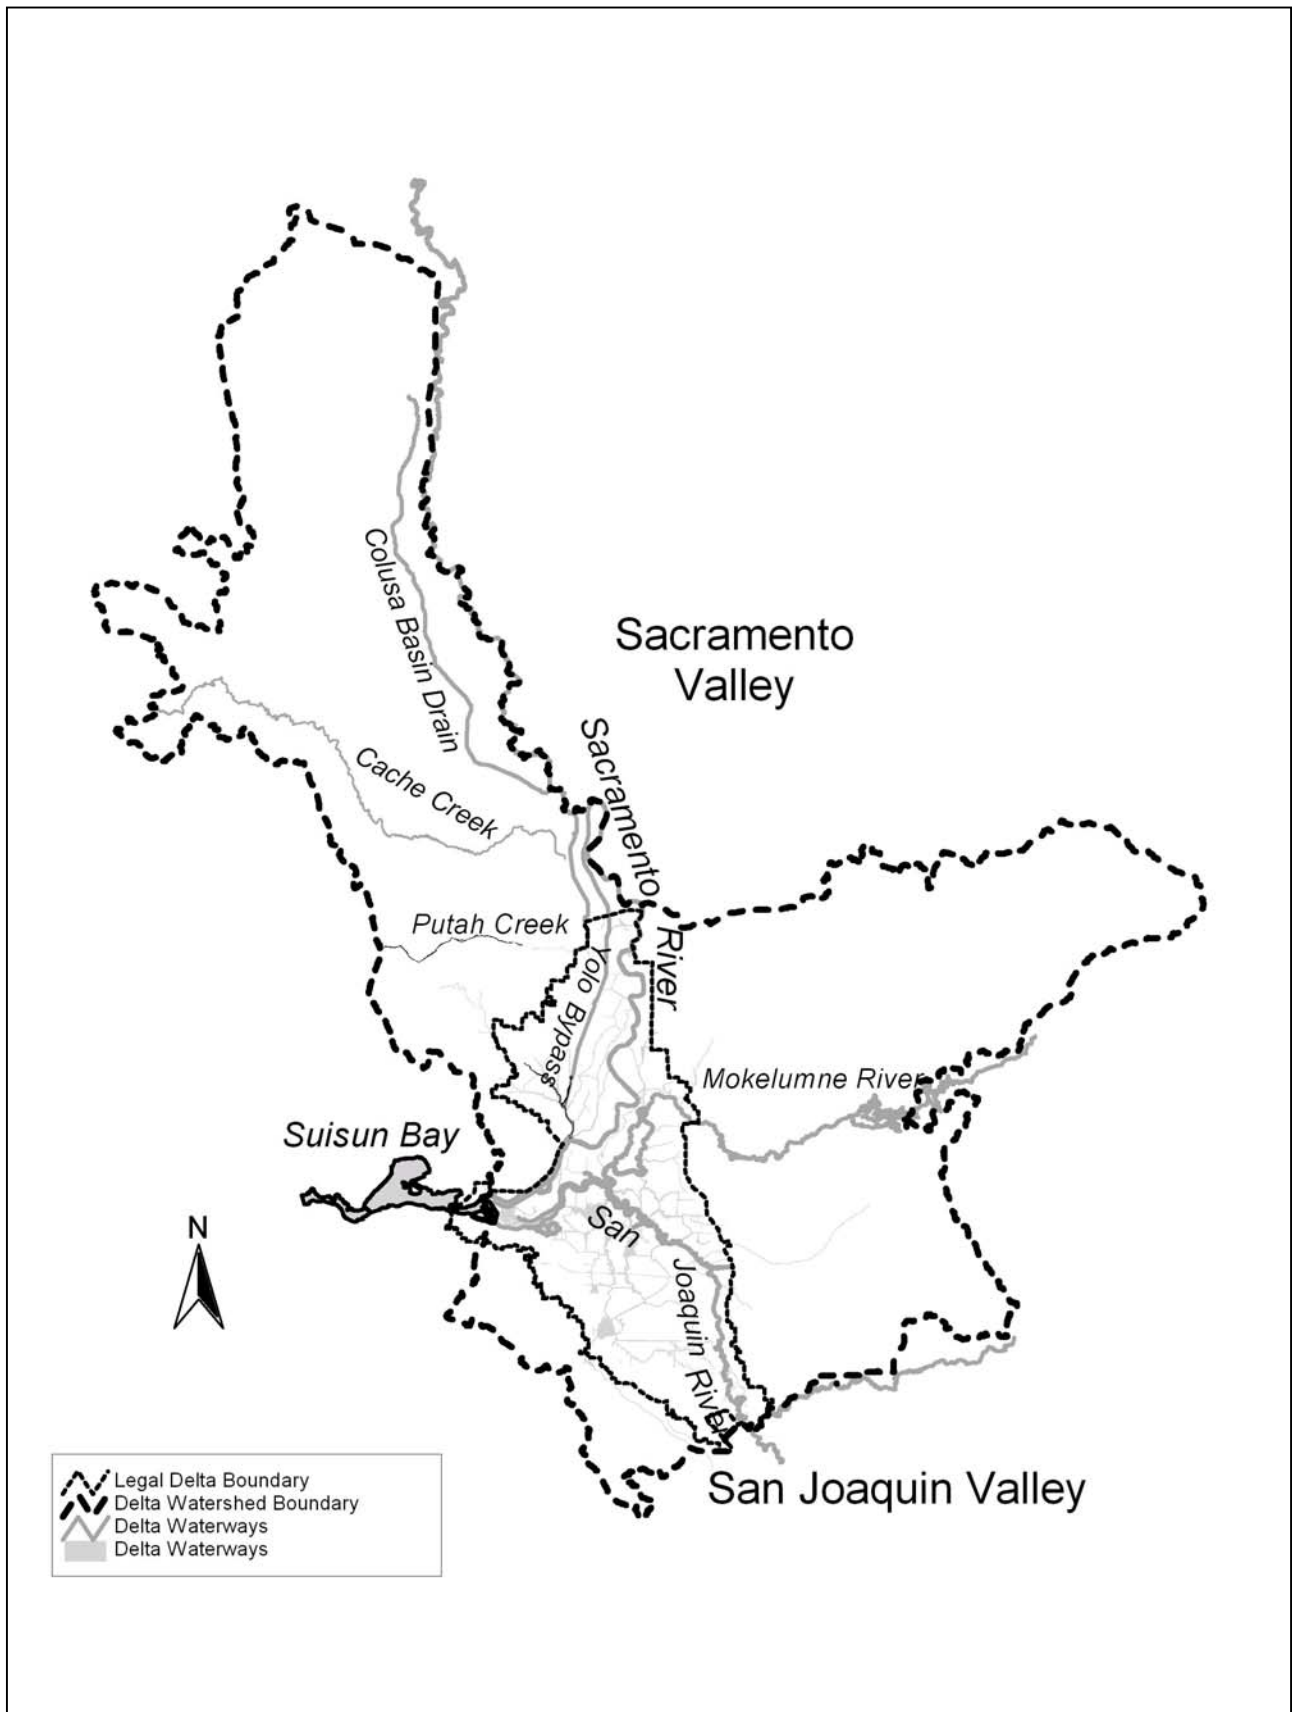 Sacramento
Valley
Colusa Basin Drain
Sacramento
River
Cache Creek
Putah Creek
Yolo Bypass
Mokelumne River
Suisun Bay
San
Joaquin River
N
San Joaquin Valley
Legal Delta Boundary
Delta Watershed Boundary
Delta Waterways
Delta Waterways